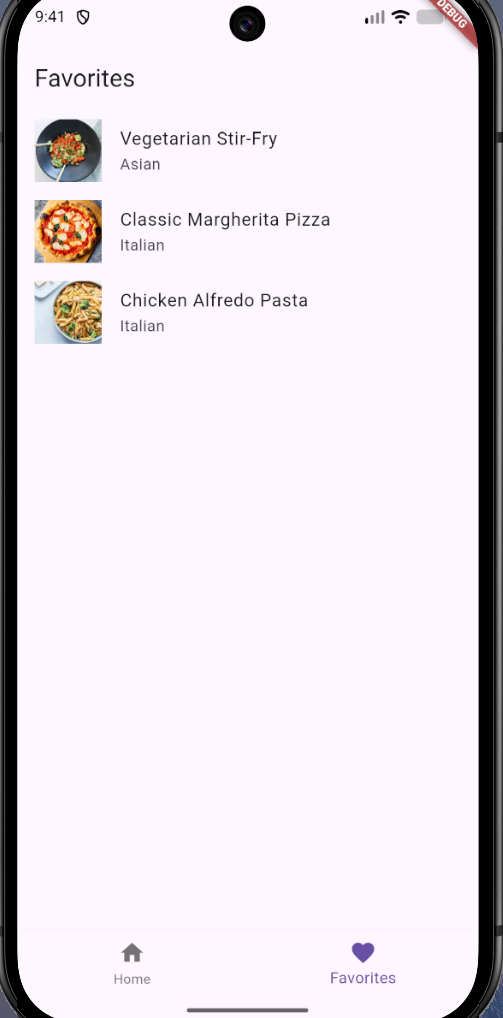 9:41
DEBUG
Favorites
Vegetarian Stir-Fry
Asian
Classic Margherita Pizza
Italian
Chicken Alfredo Pasta
Italian
Home
Favorites